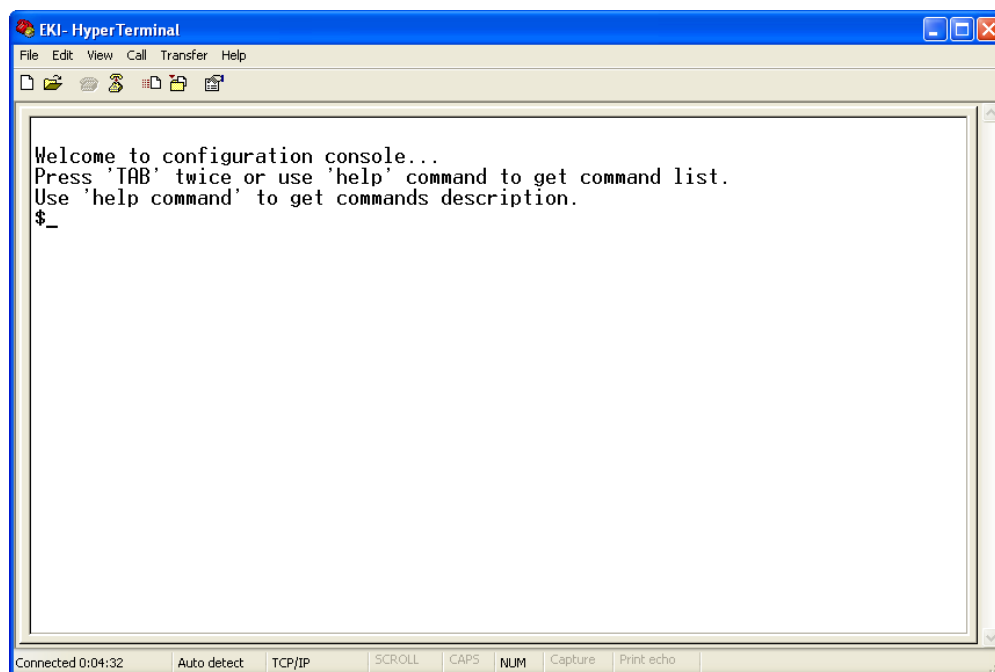 EKI- HyperTerminal
File Edit View Call Transfer Help
Welcome to configuration console...
Press 'TAB' twice or use 'help' command to get command list.
Use 'help command' to get commands description.
$_
Connected 0:04:32 Auto detect TCP/IP SCROLL CAPS NUM Capture Print echo